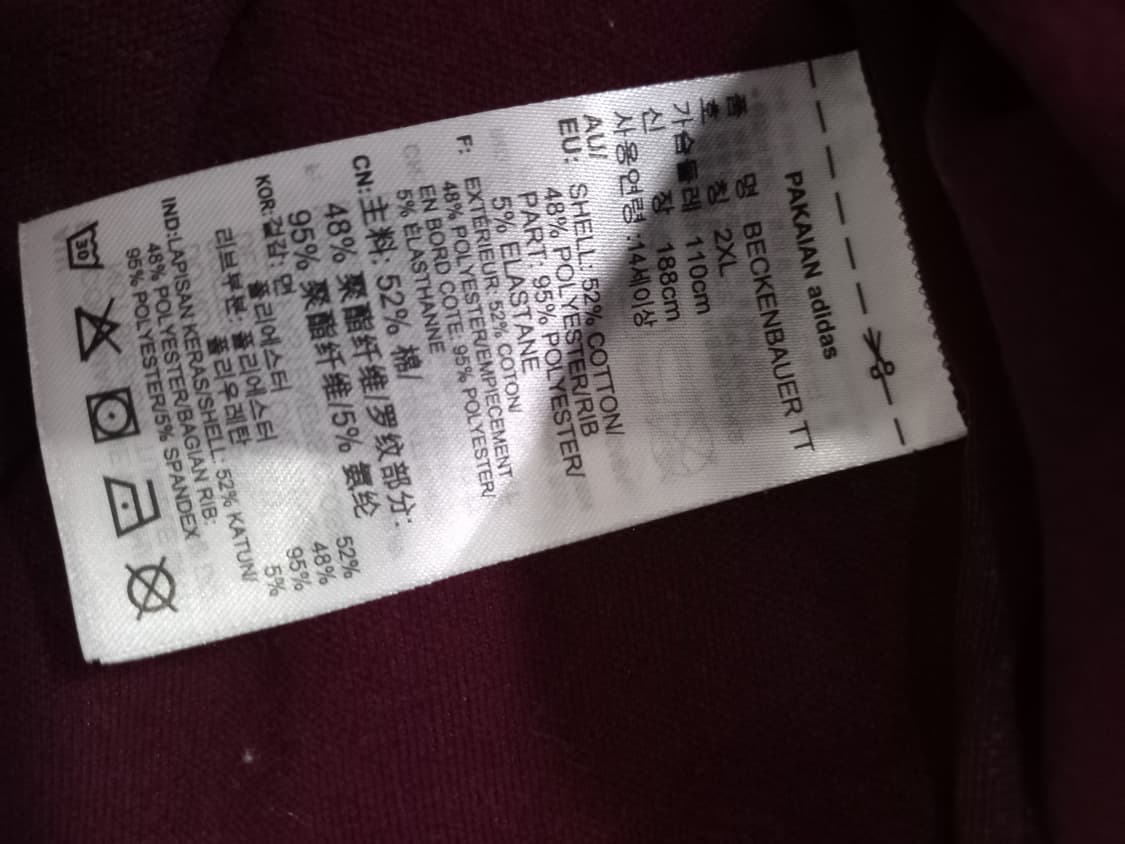 PAKAIAN adidas
품 명 BECKENBAUER TT
호 칭 2XL
가슴둘레 110cm
신 장 188cm
사용연령 :14세이상
AU/
EU: SHELL: 52% COTTON/
48% POLYESTER/RIB
PART: 95% POLYESTER/
5% ELASTANE
F: EXTÉRIEUR: 52% COTON/
48% POLYESTER/EMPIECEMENT
EN BORD COTE: 95% POLYESTER/
5% ÉLASTHANNE
CN:主料: 52% 棉/
48% 聚酯纤维/罗纹部分:
95% 聚酯纤维/5% 氨纶
KOR:겉감: 면 52%
폴리에스터 48%
리브부분: 폴리에스터 95%
폴리우레탄 5%
IND:LAPISAN KERAS/SHELL: 52% KATUN/
48% POLYESTER/BAGIAN RIB:
95% POLYESTER/5% SPANDEX
30